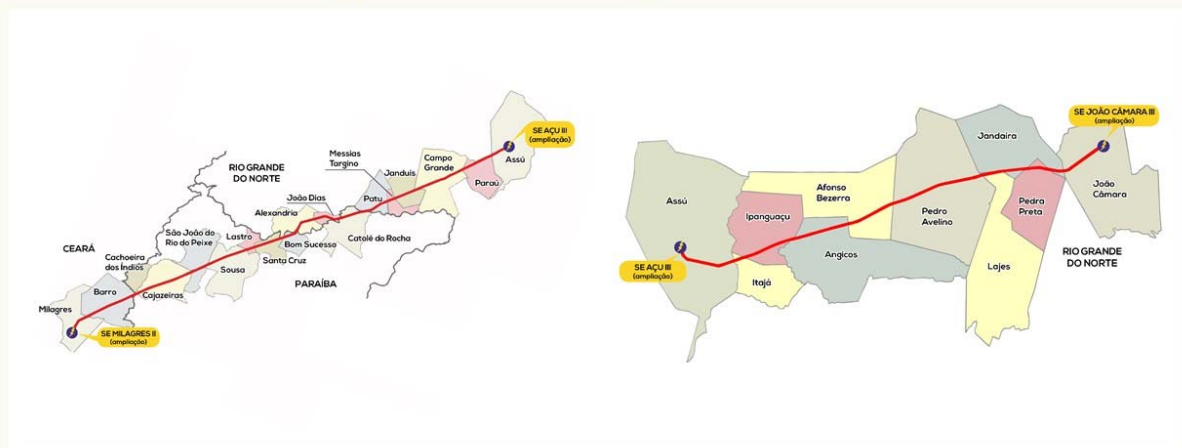 SE AÇU III
(ampliação)
Assú
Messias
Targino
Campo
Grande
Janduís
Paraú
RIO GRANDE
DO NORTE
Patu
João Dias
Alexandria
São João do
Rio do Peixe
Lastro
Bom Sucesso
Catolé do Rocha
CEARÁ
Cachoeira
dos Índios
Santa Cruz
Sousa
PARAÍBA
Barro
Cajazeiras
Milagres
SE MILAGRES II
(ampliação)
SE JOÃO CÂMARA III
(ampliação)
Jandaíra
João
Câmara
Afonso
Bezerra
Assú
Ipanguaçu
Pedro
Avelino
Pedra
Preta
RIO GRANDE
DO NORTE
Angicos
SE AÇU III
(ampliação)
Itajá
Lajes